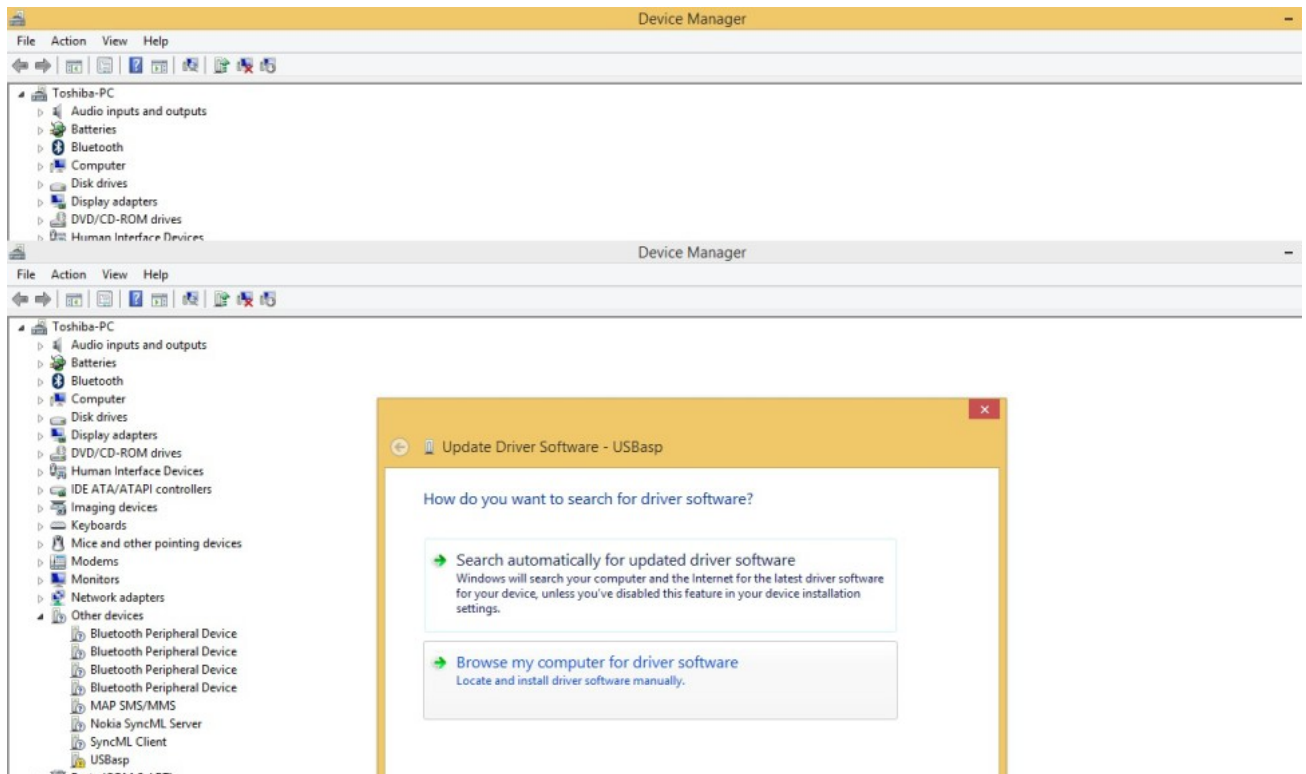 Device Manager
File Action View Help
Toshiba-PC
Audio inputs and outputs
Batteries
Bluetooth
Computer
Disk drives
Display adapters
DVD/CD-ROM drives
Human Interface Devices
Device Manager
File Action View Help
Toshiba-PC
Audio inputs and outputs
Batteries
Bluetooth
Computer
Disk drives
Display adapters
DVD/CD-ROM drives
Human Interface Devices
IDE ATA/ATAPI controllers
Imaging devices
Keyboards
Mice and other pointing devices
Modems
Monitors
Network adapters
Other devices
Bluetooth Peripheral Device
Bluetooth Peripheral Device
Bluetooth Peripheral Device
Bluetooth Peripheral Device
MAP SMS/MMS
Nokia SyncML Server
SyncML Client
USBasp
Update Driver Software - USBasp
How do you want to search for driver software?
Search automatically for updated driver software
Windows will search your computer and the Internet for the latest driver software
for your device, unless you've disabled this feature in your device installation
settings.
Browse my computer for driver software
Locate and install driver software manually.